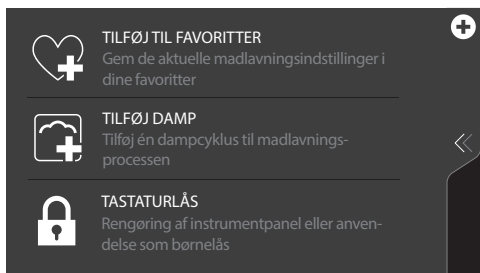 TILFØJ TIL FAVORITTER
Gem de aktuelle madlavningsindstillinger i
dine favoritter
TILFØJ DAMP
Tilføj én dampcyklus til madlavnings-
processen
TASTATURLÅS
Rengøring af instrumentpanel eller anven-
delse som børnelås